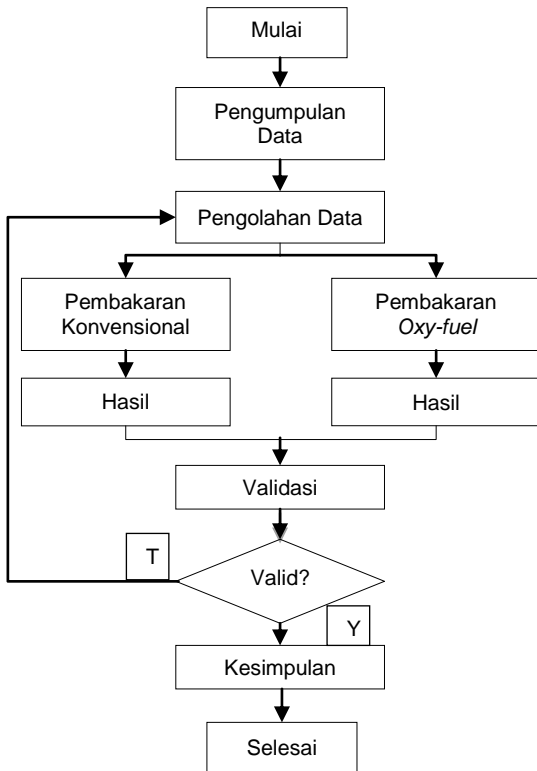 Mulai
Pengumpulan
Data
Pengolahan Data
Pembakaran
Konvensional
Pembakaran
Oxy-fuel
Hasil
Hasil
Validasi
T
Valid?
Y
Kesimpulan
Selesai